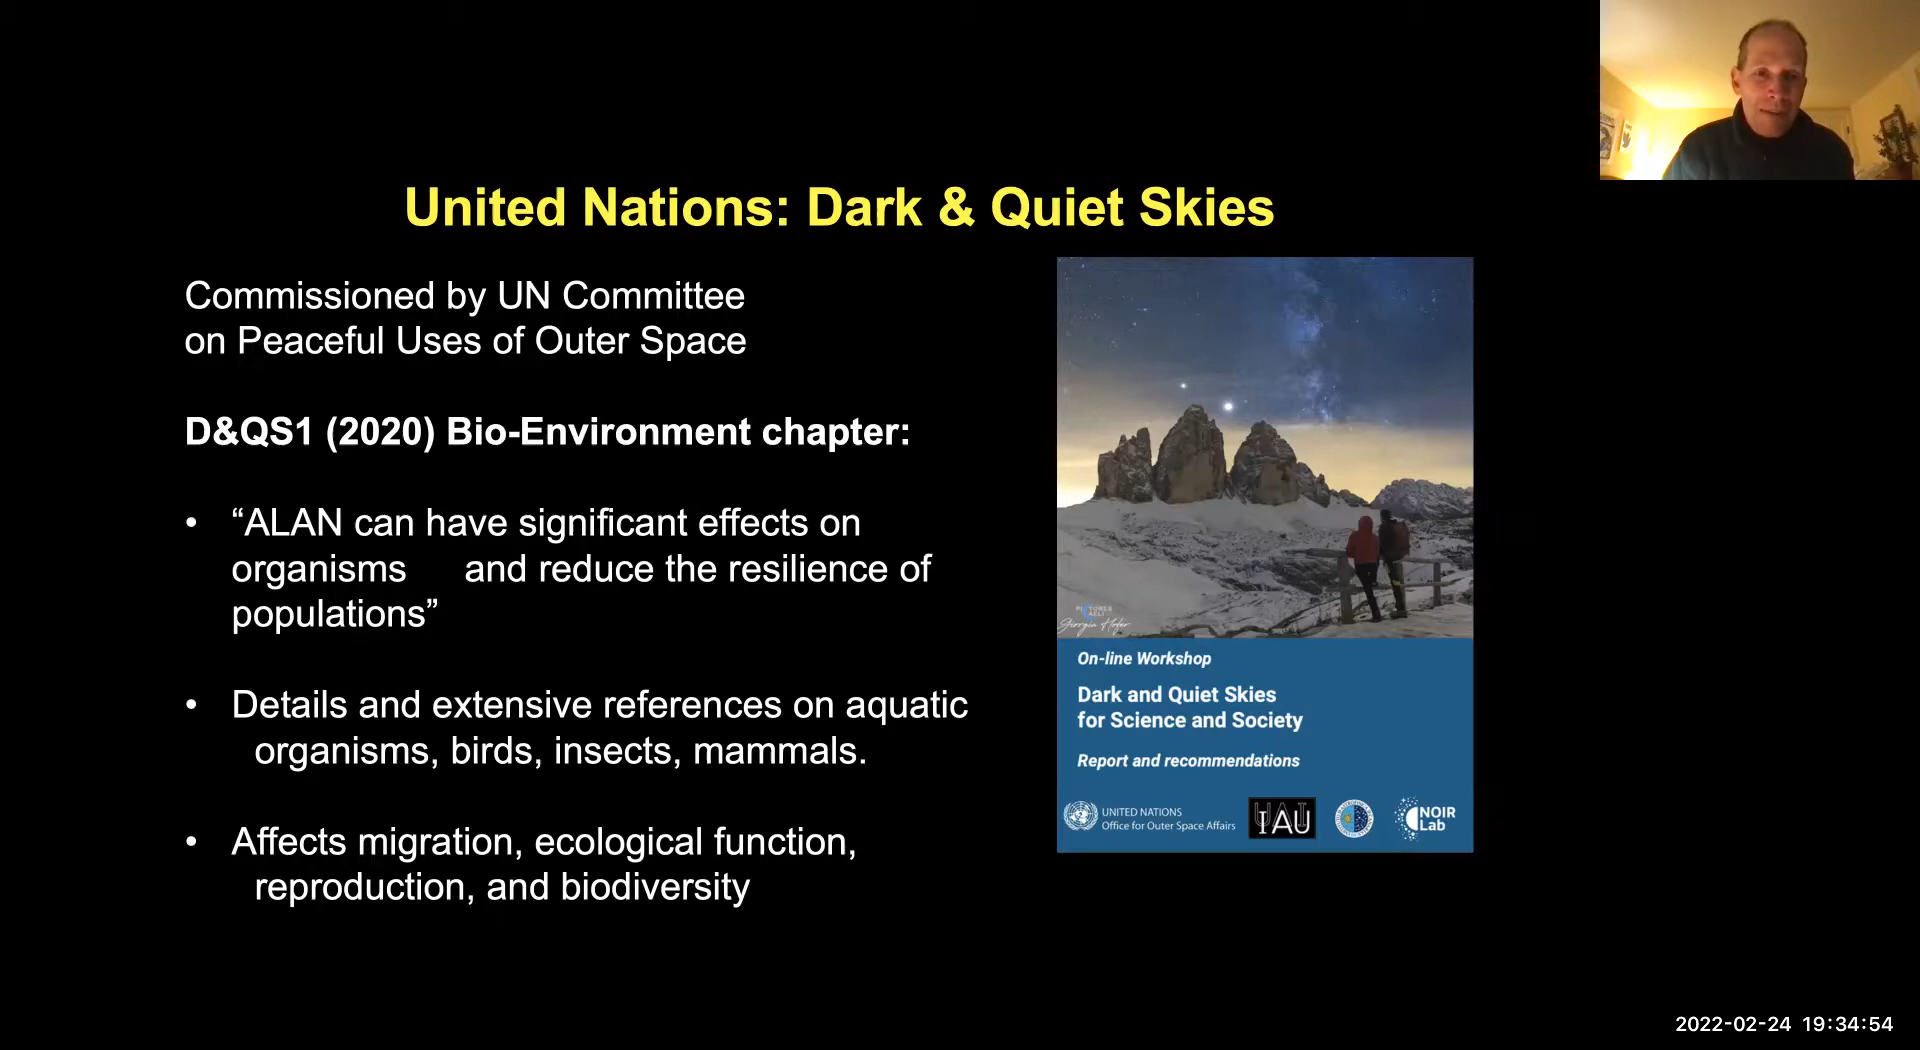 United Nations: Dark & Quiet Skies
Commissioned by UN Committee
on Peaceful Uses of Outer Space
D&QS1 (2020) Bio-Environment chapter:
• “ALAN can have significant effects on
organisms and reduce the resilience of
populations”
• Details and extensive references on aquatic
organisms, birds, insects, mammals.
• Affects migration, ecological function,
reproduction, and biodiversity
Giorgia Hofer
On-line Workshop
Dark and Quiet Skies
for Science and Society
Report and recommendations
UNITED NATIONS
Office for Outer Space Affairs
IAU
NOIR
Lab
2022-02-24 19:34:54